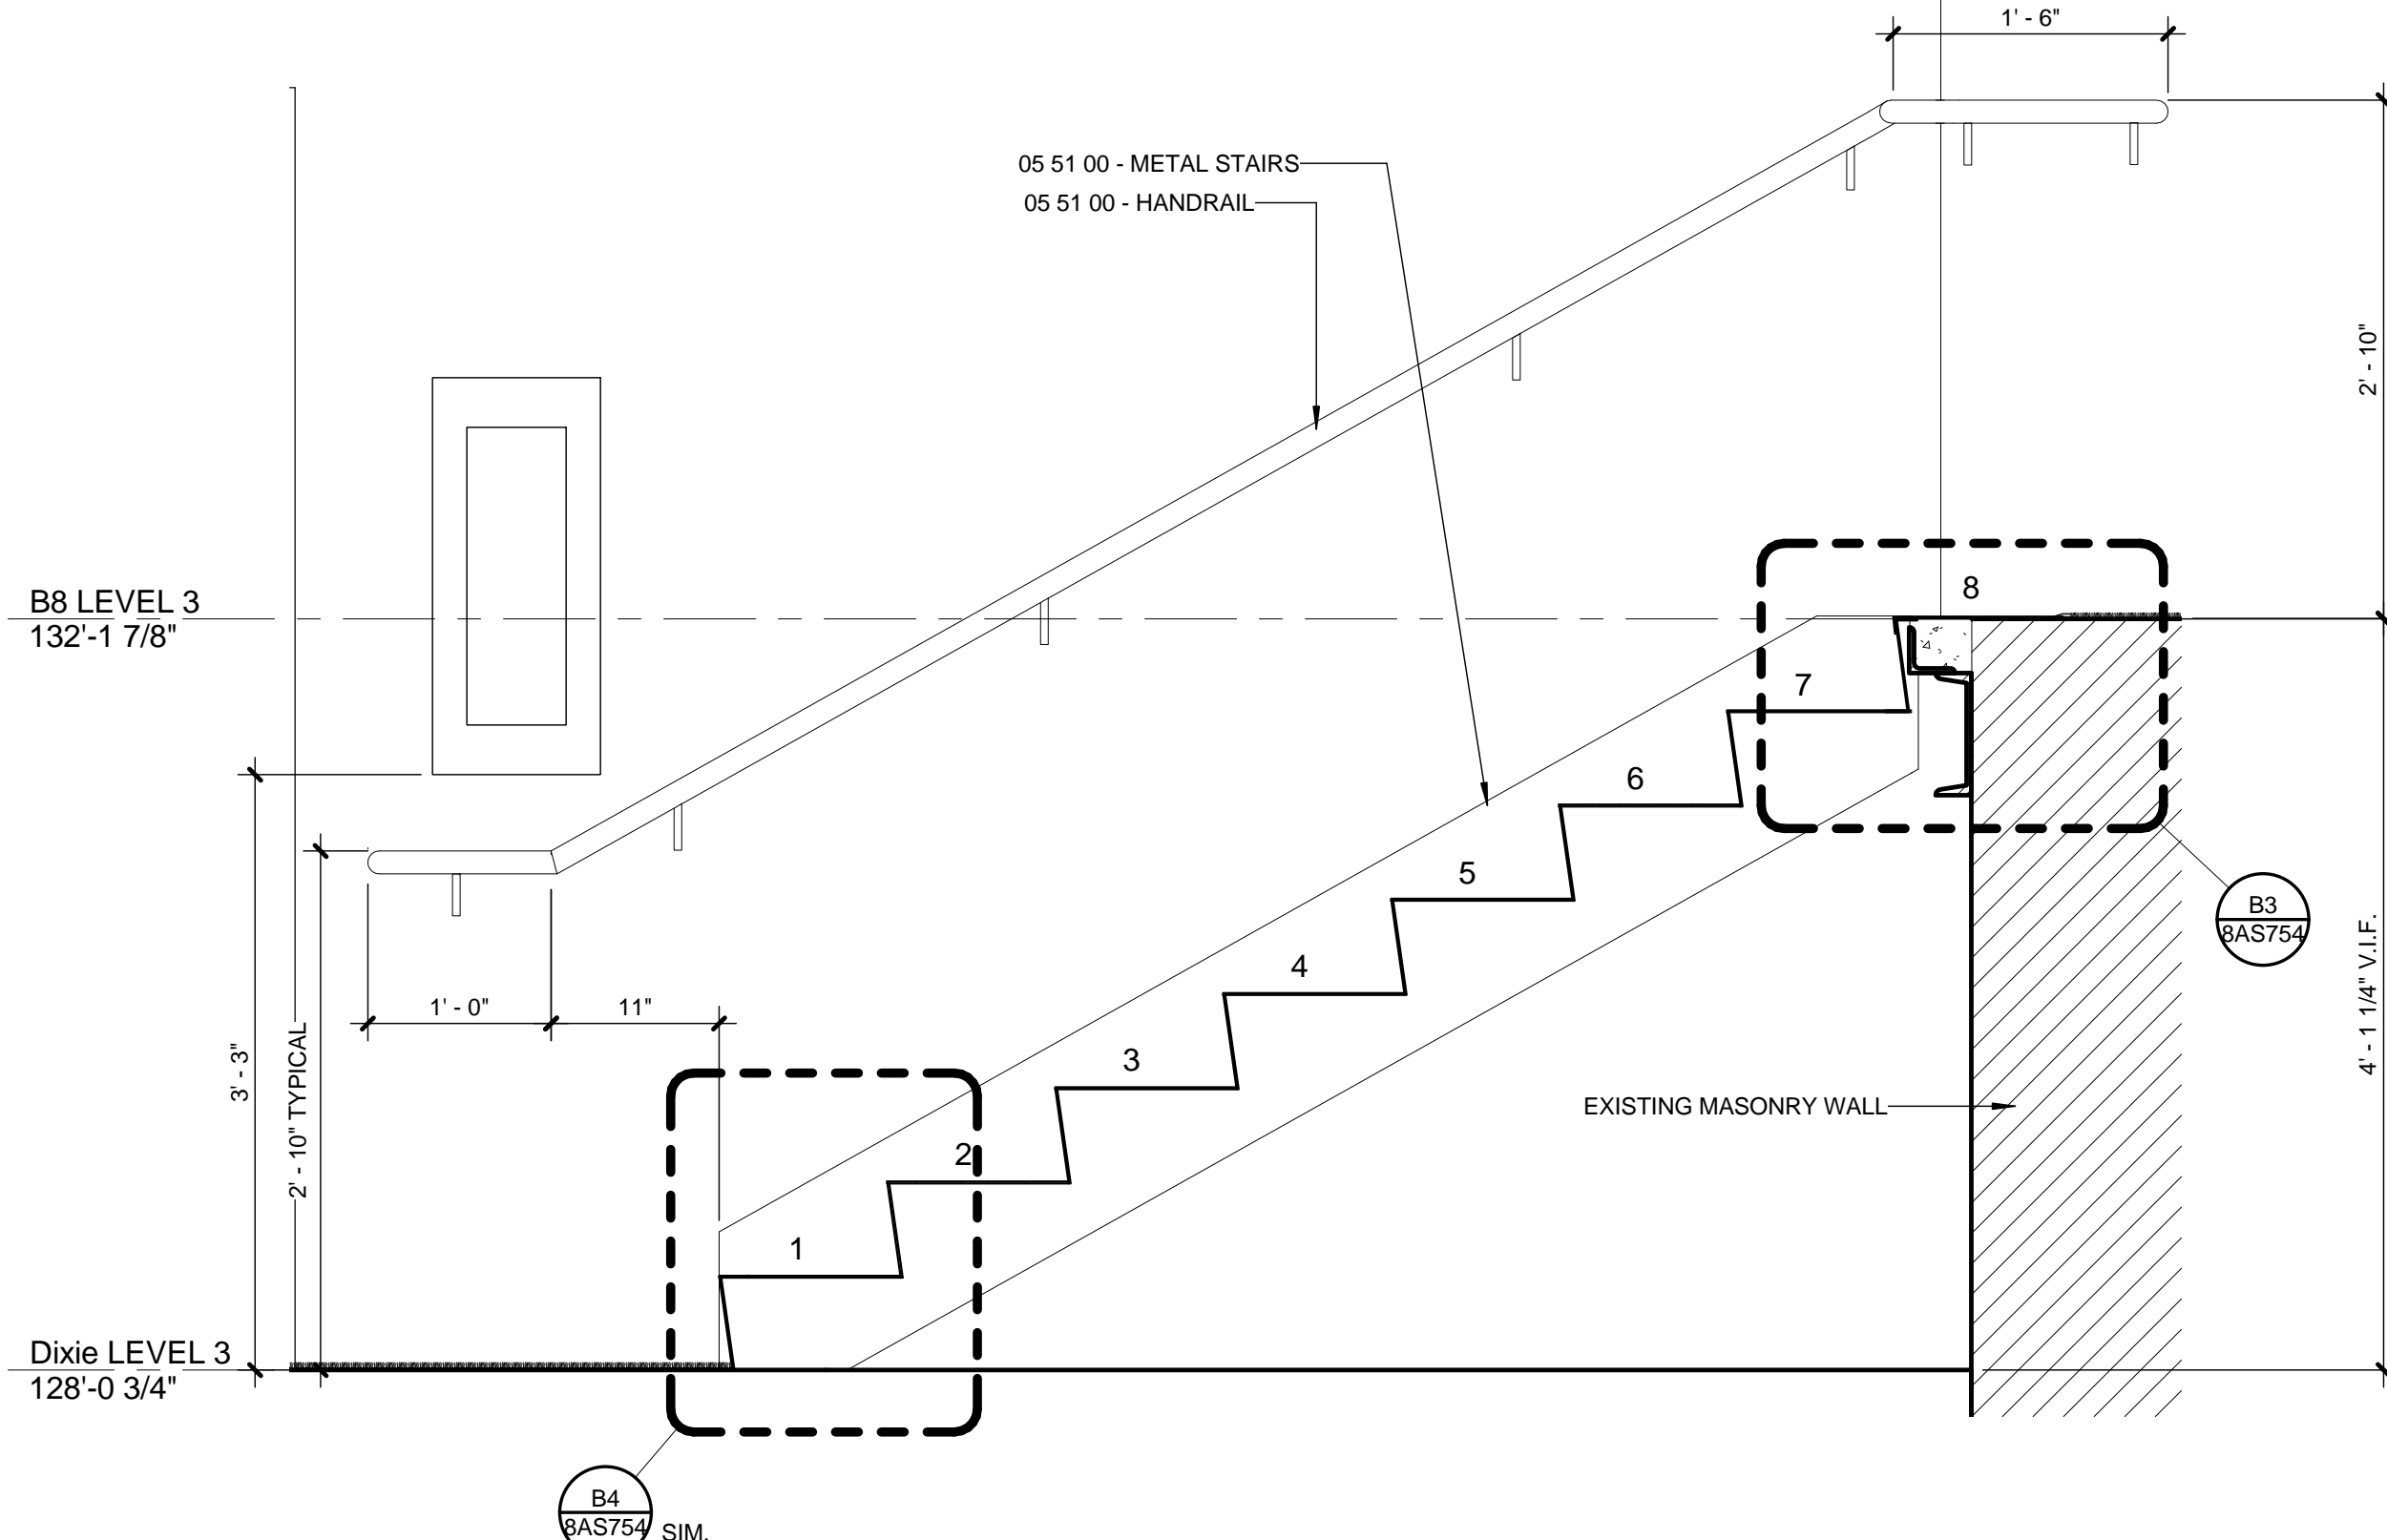 1' - 6"
05 51 00 - METAL STAIRS
05 51 00 - HANDRAIL
2' - 10"
B8 LEVEL 3
132'-1 7/8"
8
7
6
5
4
3
2
1
B3
8AS754
4' - 1 1/4" V.I.F.
1' - 0"
11"
3' - 3"
2' - 10" TYPICAL
EXISTING MASONRY WALL
Dixie LEVEL 3
128'-0 3/4"
B4
8AS754
SIM.